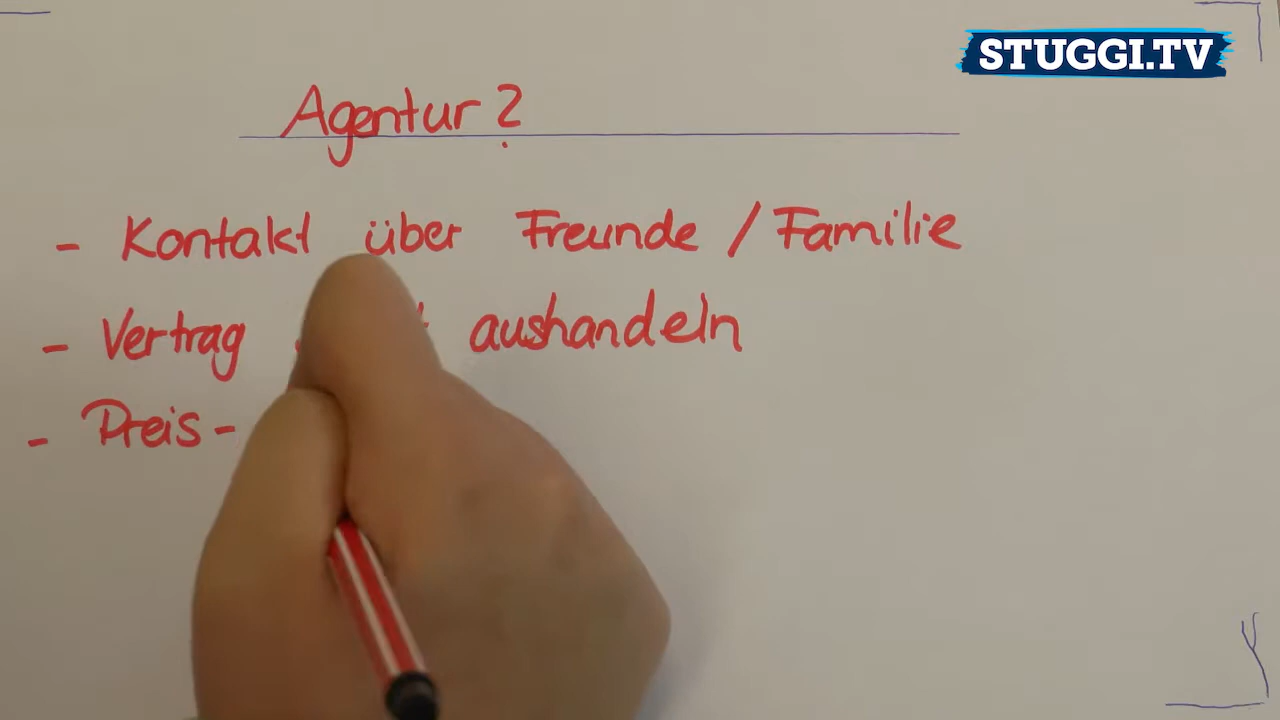 STUGGI.TV
Agentur?
- Kontakt über Freunde / Familie
- Vertrag aushandeln
- Preis-